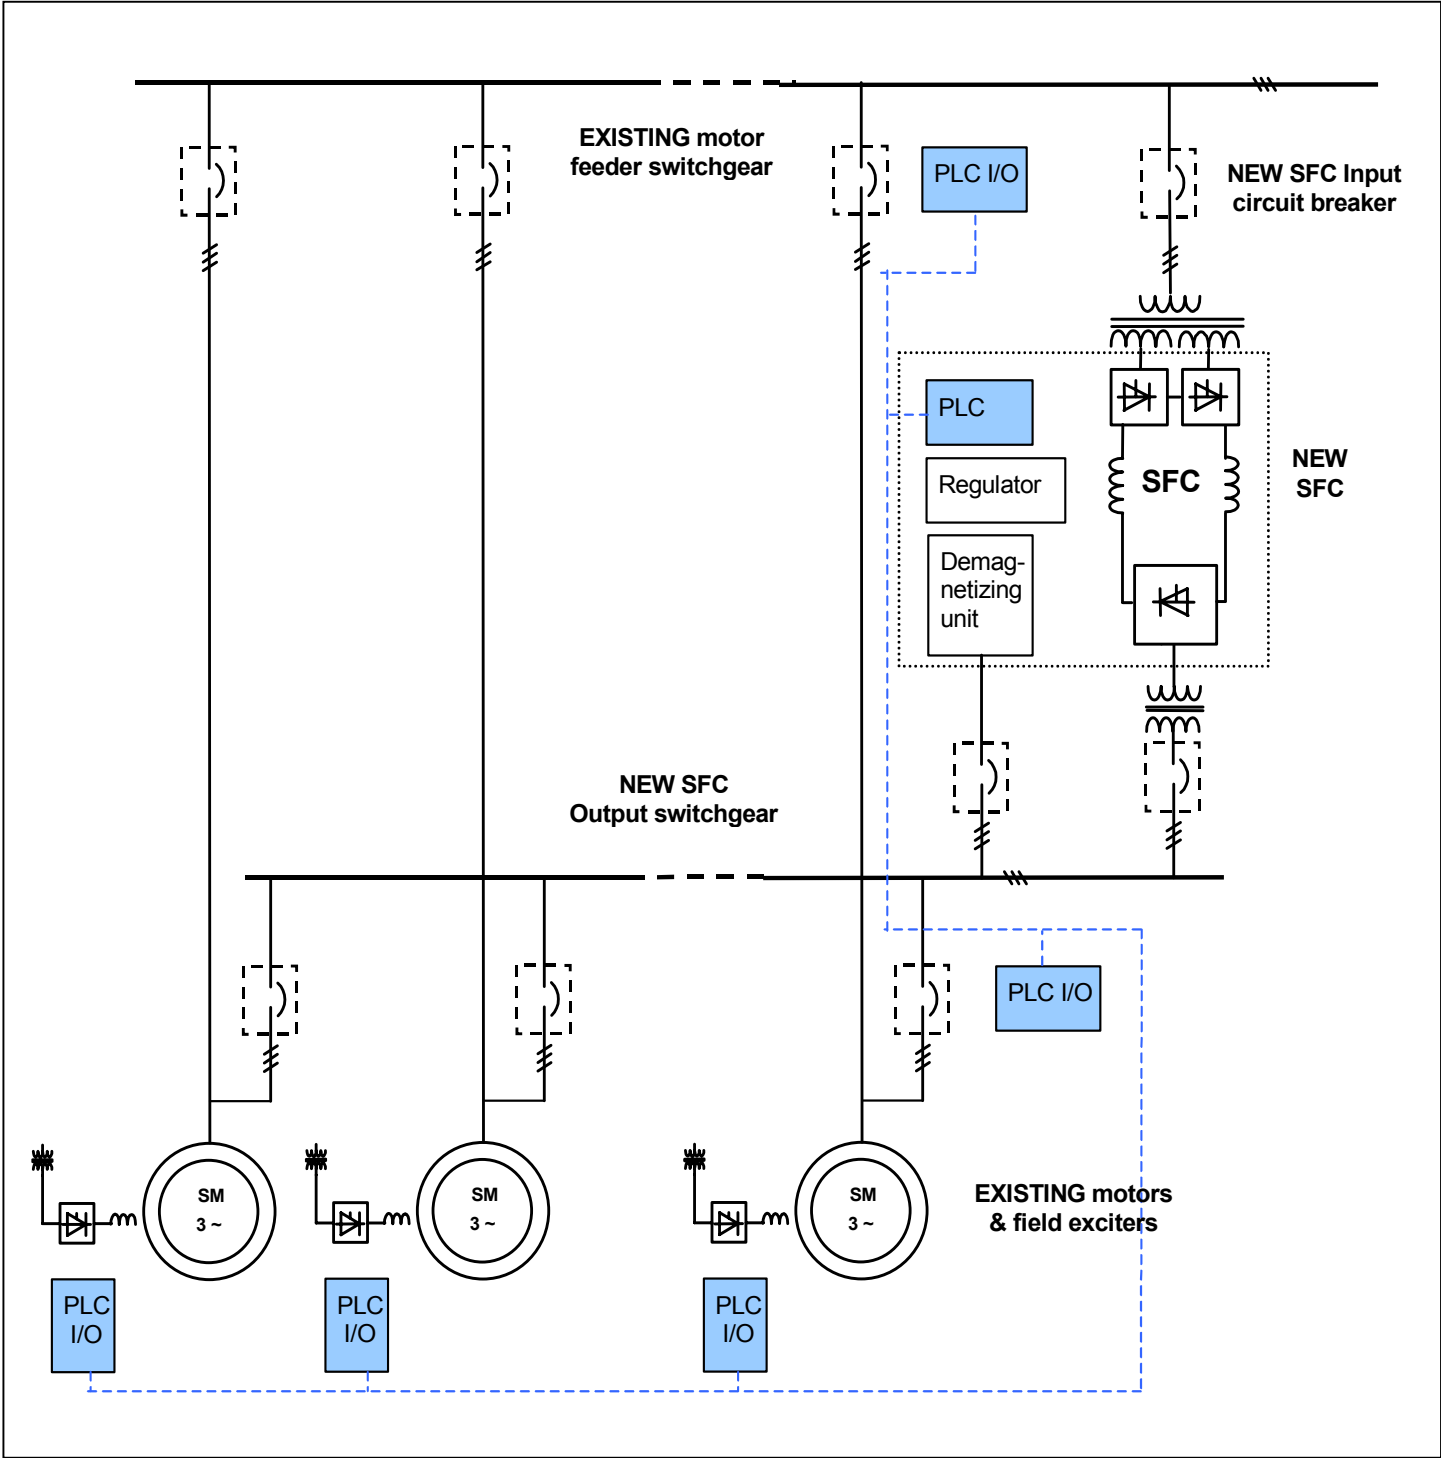 EXISTING motor
feeder switchgear
PLC I/O
NEW SFC Input
circuit breaker
PLC
Regulator
Demag-
netizing
unit
SFC
NEW
SFC
NEW SFC
Output switchgear
PLC I/O
SM
3 ~
SM
3 ~
SM
3 ~
EXISTING motors
& field exciters
PLC
I/O
PLC
I/O
PLC
I/O